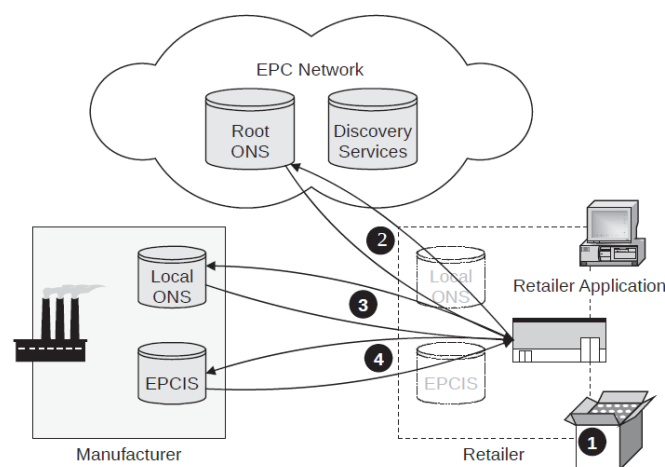 EPC Network
Root
ONS
Discovery
Services
2
Local
ONS
Local
ONS
Retailer Application
3
4
EPCIS
EPCIS
1
Manufacturer
Retailer